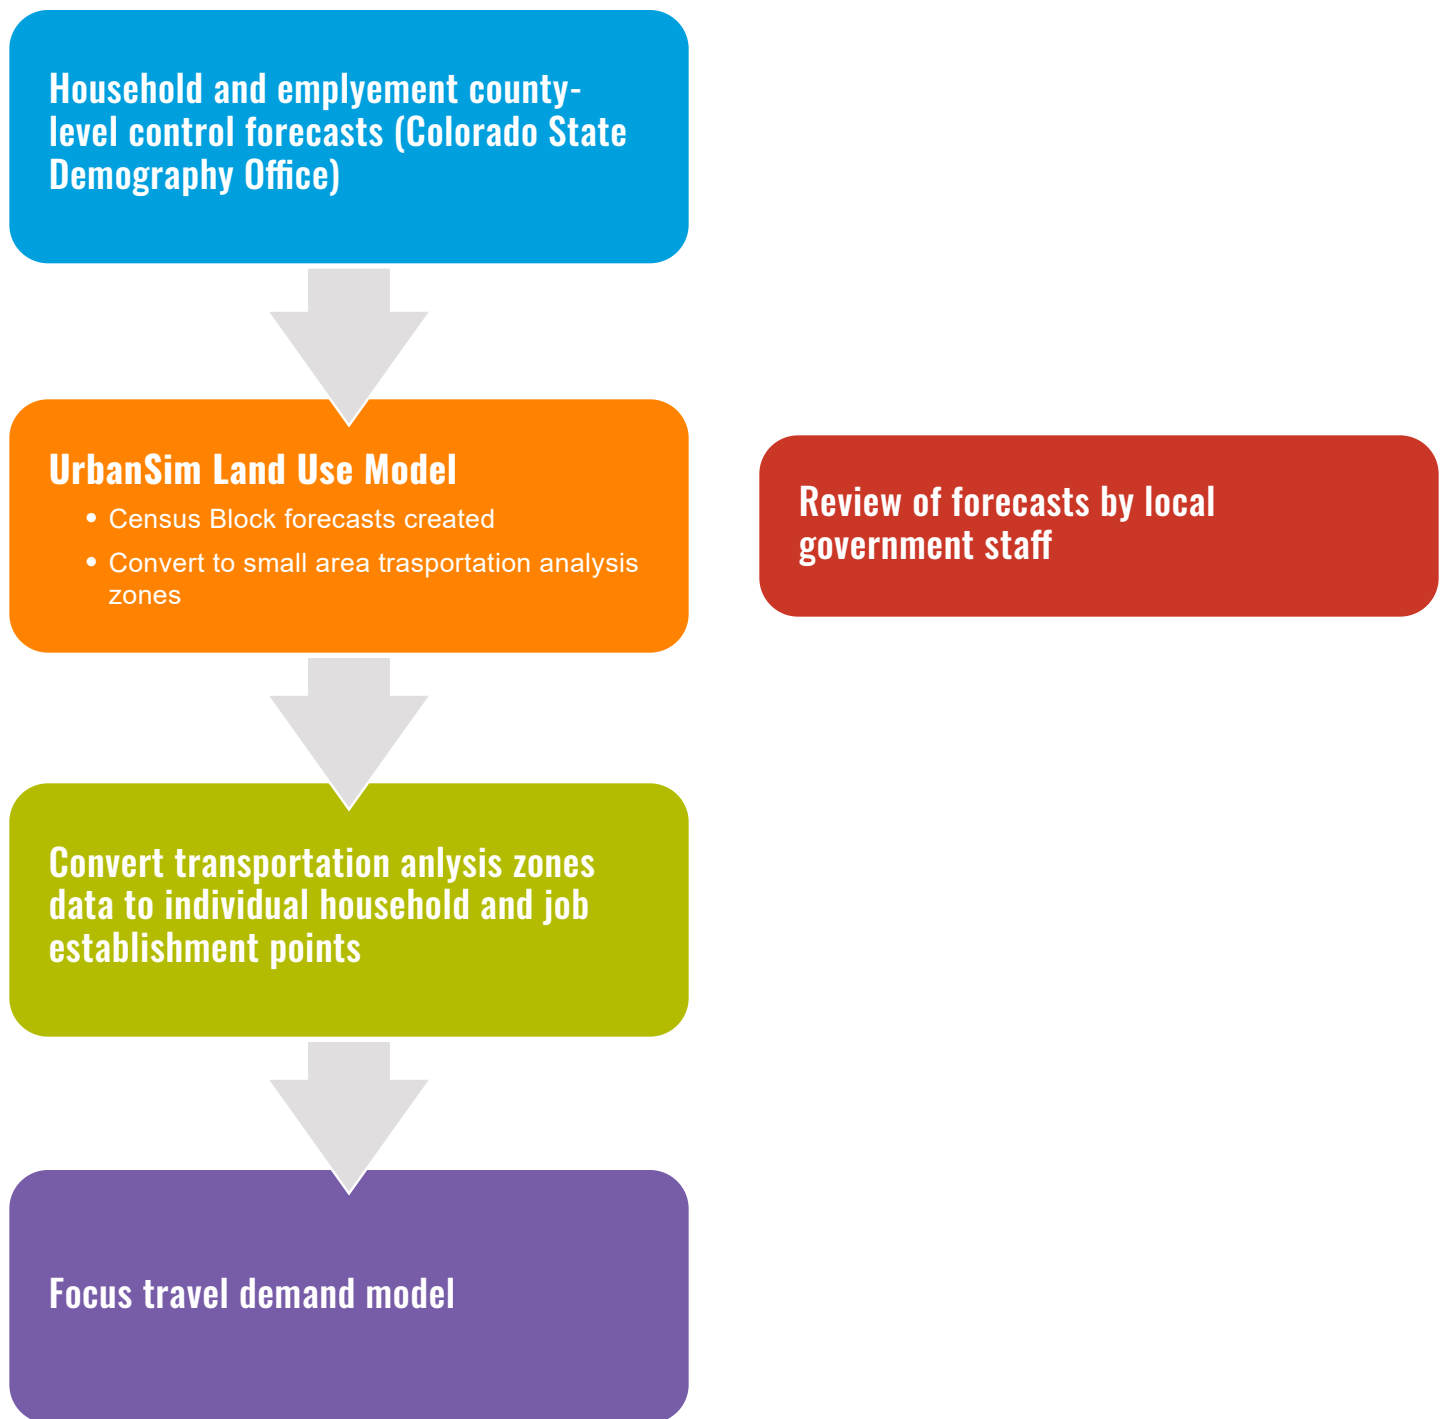 Household and emplyement county-
level control forecasts (Colorado State
Demography Office)
UrbanSim Land Use Model
• Census Block forecasts created
• Convert to small area trasportation analysis
zones
Review of forecasts by local
government staff
Convert transportation anlysis zones
data to individual household and job
establishment points
Focus travel demand model